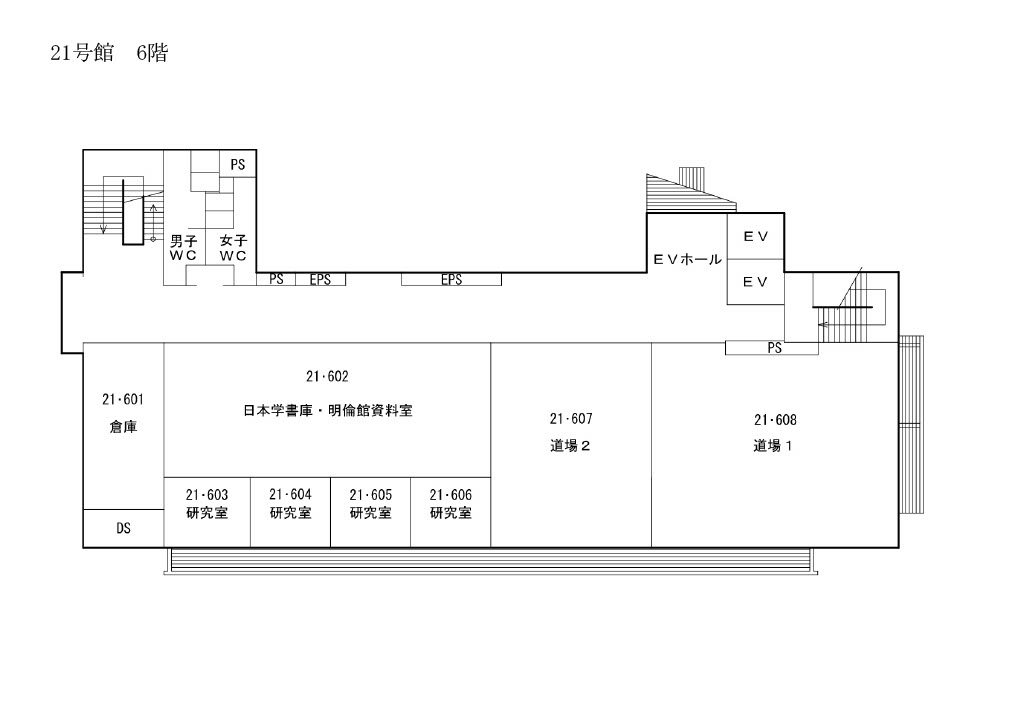 21号館　6階
PS
男子
WC
女子
WC
PS
EPS
EPS
EVホール
EV
EV
PS
21・601
倉庫
21・602
日本学書庫・明倫館資料室
21・607
道場2
21・608
道場1
21・603
研究室
21・604
研究室
21・605
研究室
21・606
研究室
DS